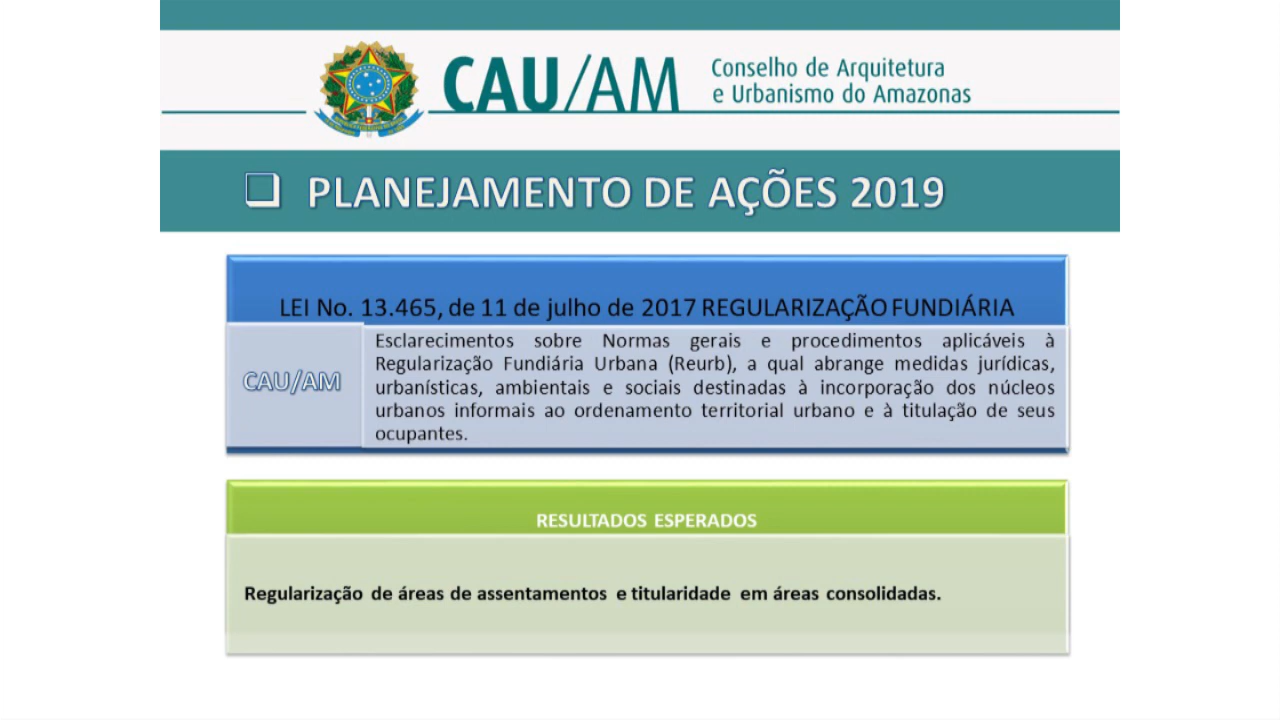 CAU/AM
Conselho de Arquitetura
e Urbanismo do Amazonas
PLANEJAMENTO DE AÇÕES 2019
LEI No. 13.465, de 11 de julho de 2017 REGULARIZAÇÃO FUNDIÁRIA
CAU/AM
Esclarecimentos sobre Normas gerais e procedimentos aplicáveis à
Regularização Fundiária Urbana (Reurb), a qual abrange medidas jurídicas,
urbanísticas, ambientais e sociais destinadas à incorporação dos núcleos
urbanos informais ao ordenamento territorial urbano e à titulação de seus
ocupantes.
RESULTADOS ESPERADOS
Regularização de áreas de assentamentos e titularidade em áreas consolidadas.